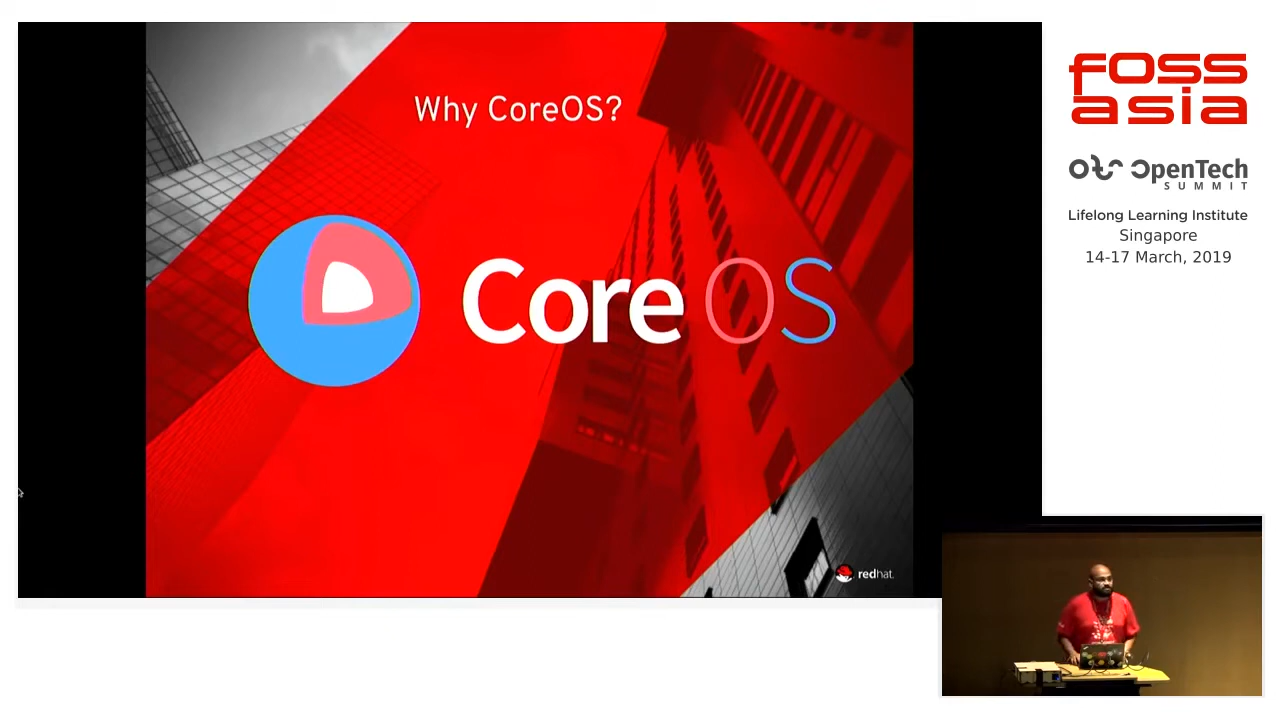 Why CoreOS?
Core OS
redhat.
fOSS
asia
OpenTech
SUMMIT
Lifelong Learning Institute
Singapore
14-17 March, 2019